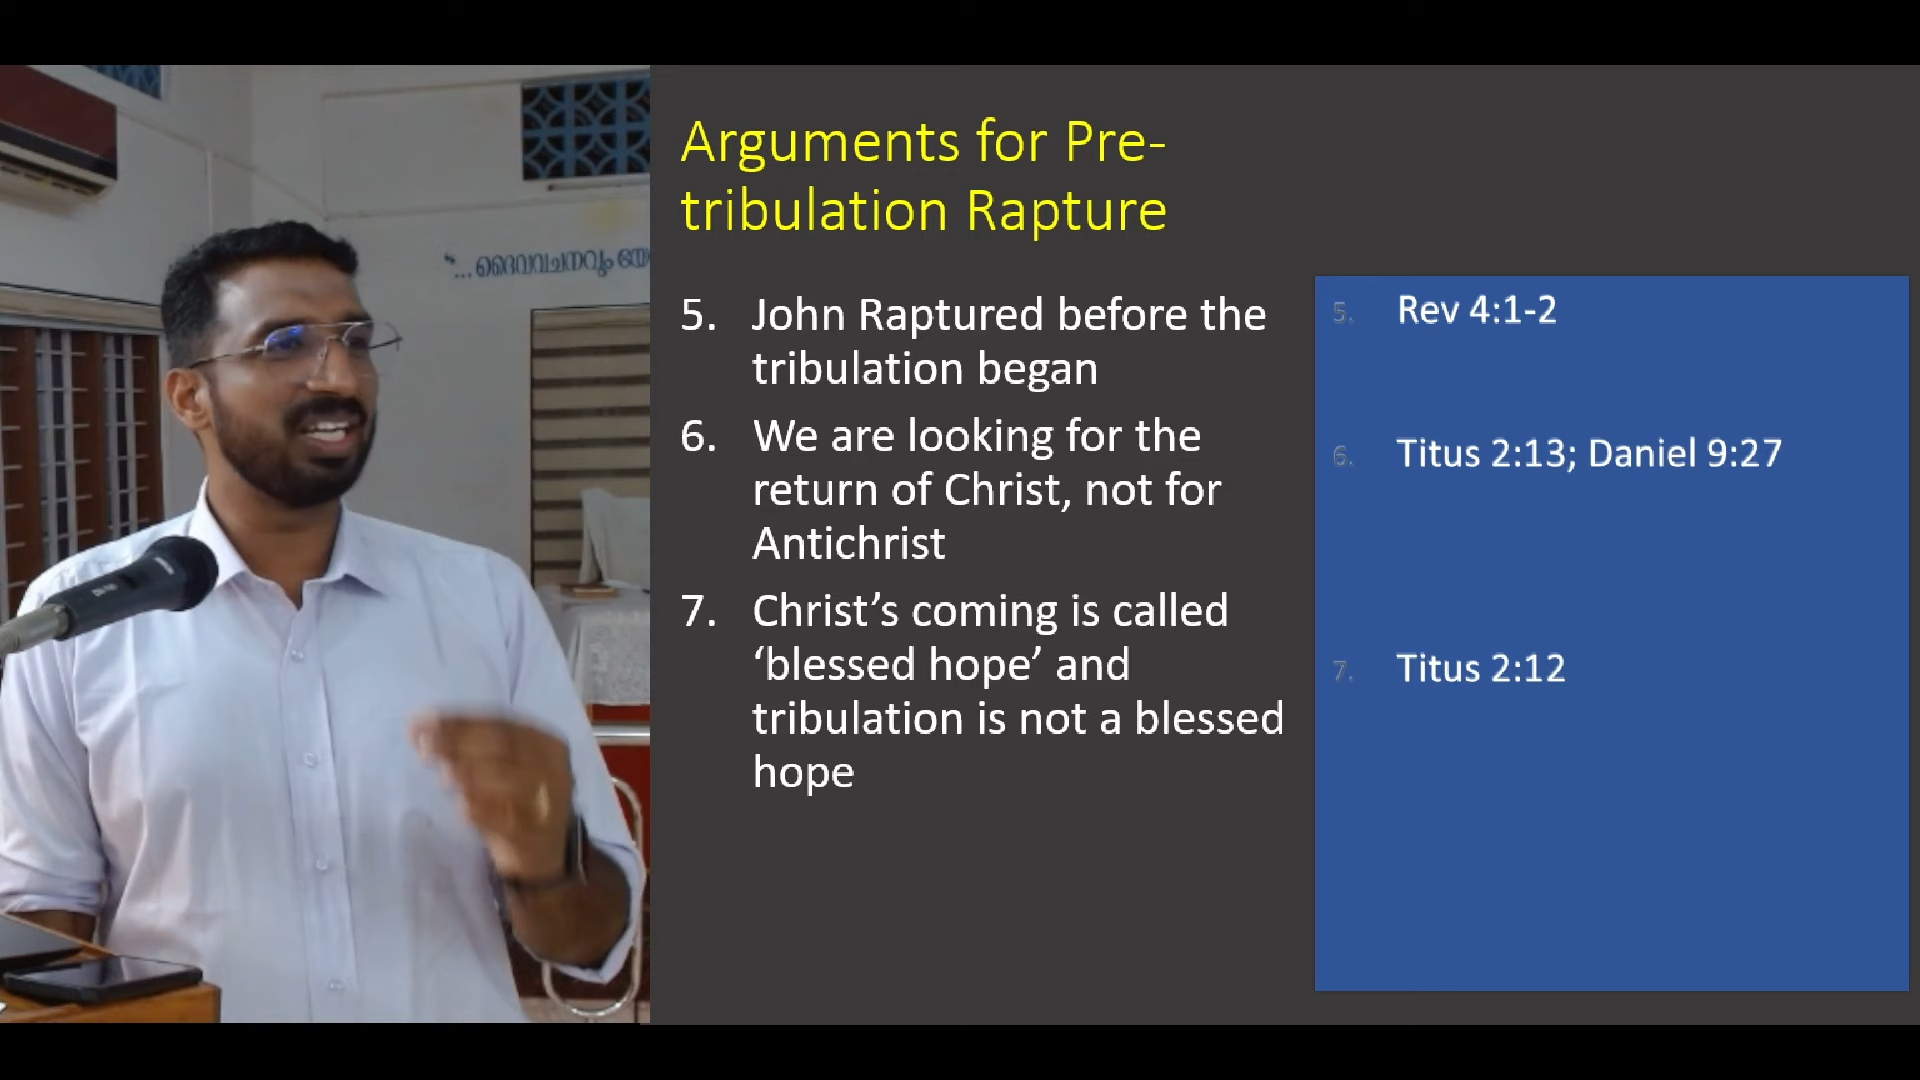 Arguments for Pre-
tribulation Rapture
"...ദൈവവചനവും
5. John Raptured before the
tribulation began
6. We are looking for the
return of Christ, not for
Antichrist
7. Christ’s coming is called
‘blessed hope’ and
tribulation is not a blessed
hope
5. Rev 4:1-2
6. Titus 2:13; Daniel 9:27
7. Titus 2:12